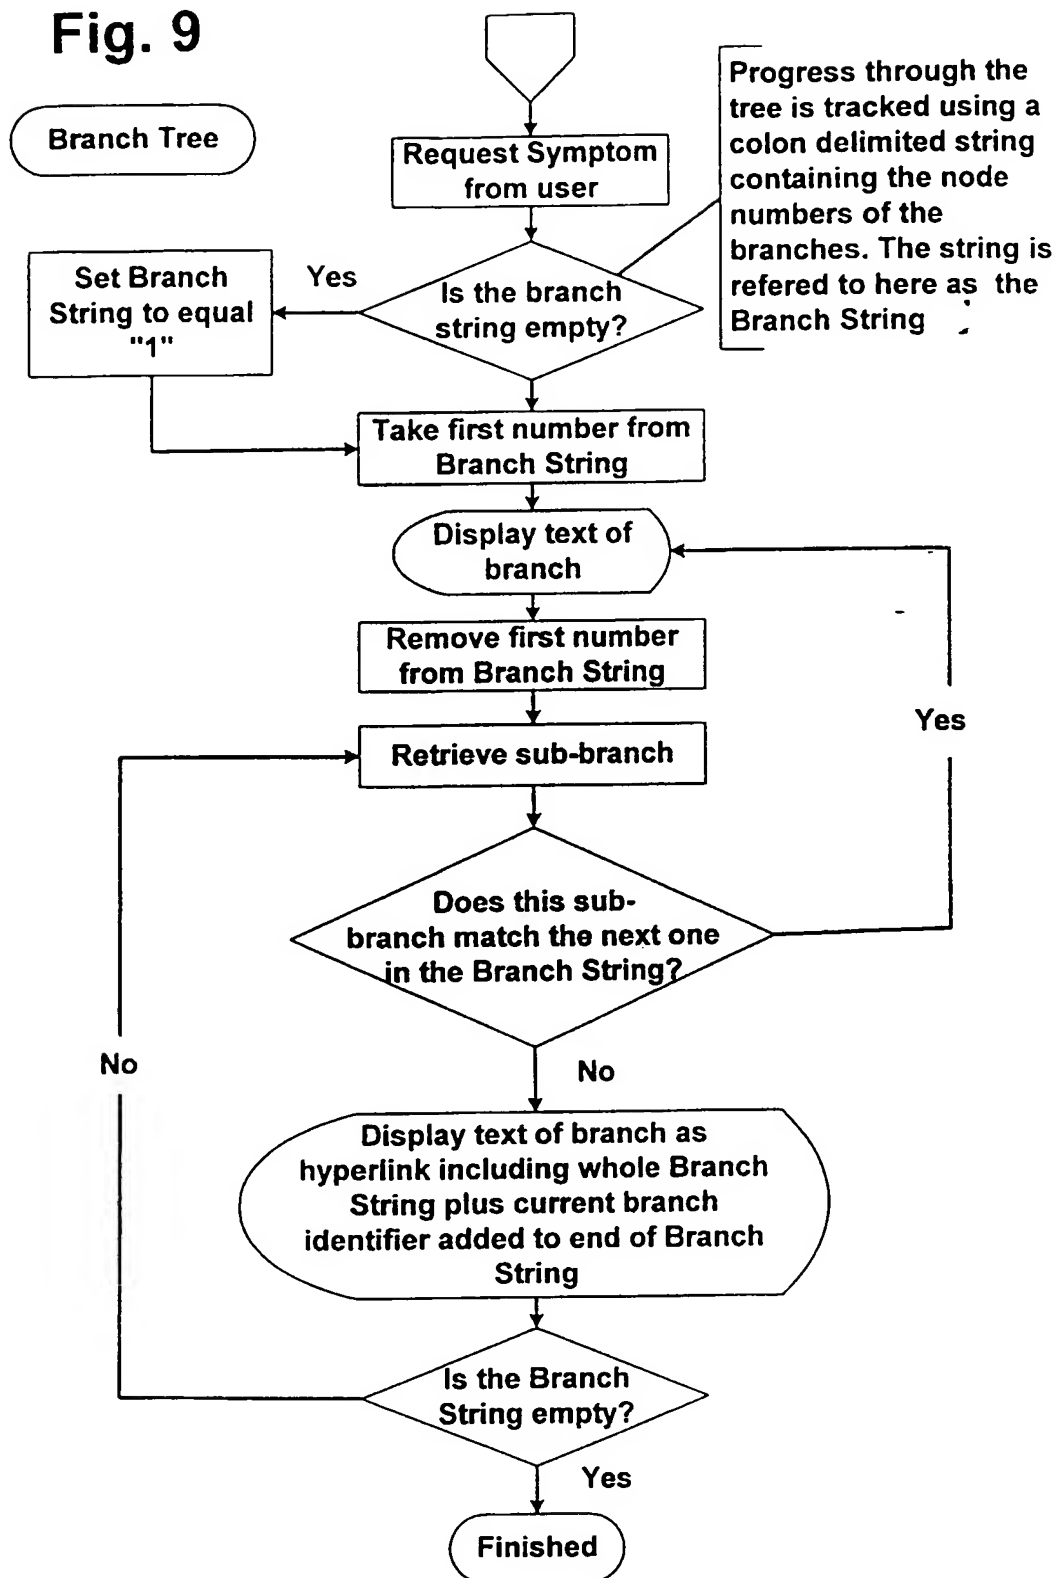 Fig. 9
Branch Tree
Request Symptom
from user
Progress through the
tree is tracked using a
colon delimited string
containing the node
numbers of the
branches. The string is
refered to here as the
Branch String
Yes
Set Branch
String to equal
"1"
Is the branch
string empty?
Take first number from
Branch String
Display text of
branch
Remove first number
from Branch String
Yes
Retrieve sub-branch
Does this sub-
branch match the next one
in the Branch String?
No
No
Display text of branch as
hyperlink including whole Branch
String plus current branch
identifier added to end of Branch
String
Is the Branch
String empty?
Yes
Finished